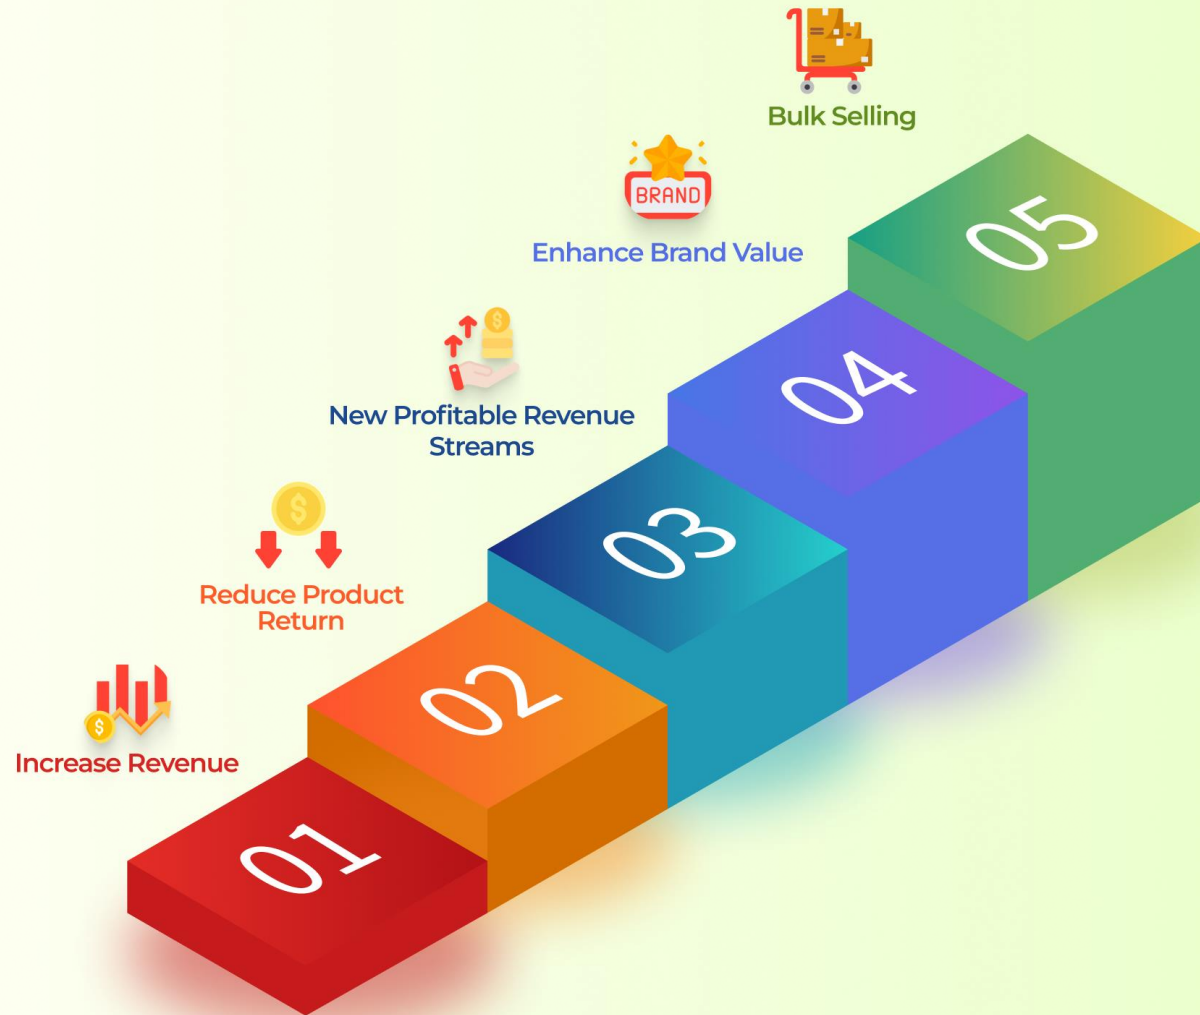 Bulk Selling
BRAND
Enhance Brand Value
$
New Profitable Revenue
Streams
$
Reduce Product
Return
$
Increase Revenue
05
04
03
02
01